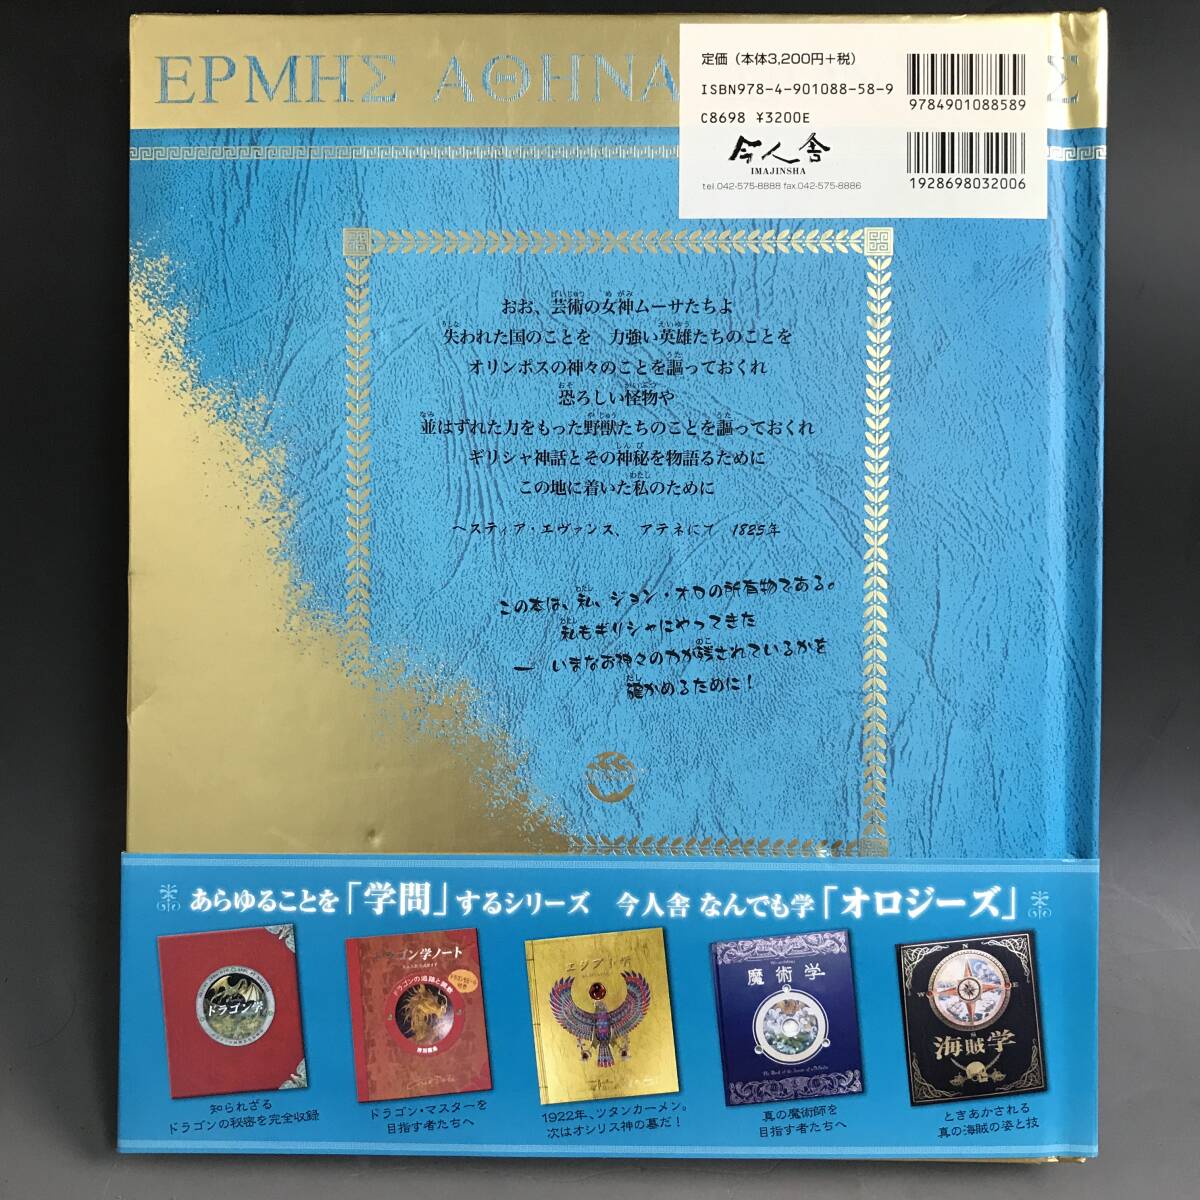 ΕΡΜΗΣ ΑΘΗΝΑ Σ
定価（本体3,200円+税）
ISBN978-4-901088-58-9
C8698 ¥3200E
今人舎
IMAJINSHA
tel.042-575-8888 fax.042-575-8886
9784901088589
1928698032006
おお、芸術の女神ムーサたちよ
失われた国のことを　力強い英雄たちのことを
オリンポスの神々のことを謳っておくれ
恐ろしい怪物や
並はずれた力をもった野獣たちのことを謳っておくれ
ギリシャ神話とその神秘を物語るために
この地に着いた私のために
ヘスティア・エヴァンス、 アテネにて 1825年
この本は、私、ジョン・オロの所有物である。
私もギリシャにやってきた
― いまなお神々の力が残されているかを
確かめるために！
あらゆることを「学問」するシリーズ　今人舎 なんでも学「オロジーズ」
ドラゴン学
ドラゴン学ノート
ドラゴンの追跡と調教
エジプト学
魔術学
N
W
E
海賊学
知られざる
ドラゴンの秘密を完全収録
ドラゴン・マスターを
目指す者たちへ
1922年、ツタンカーメン。
次はオシリス神の墓だ！
真の魔術師を
目指す者たちへ
ときあかされる
真の海賊の姿と技